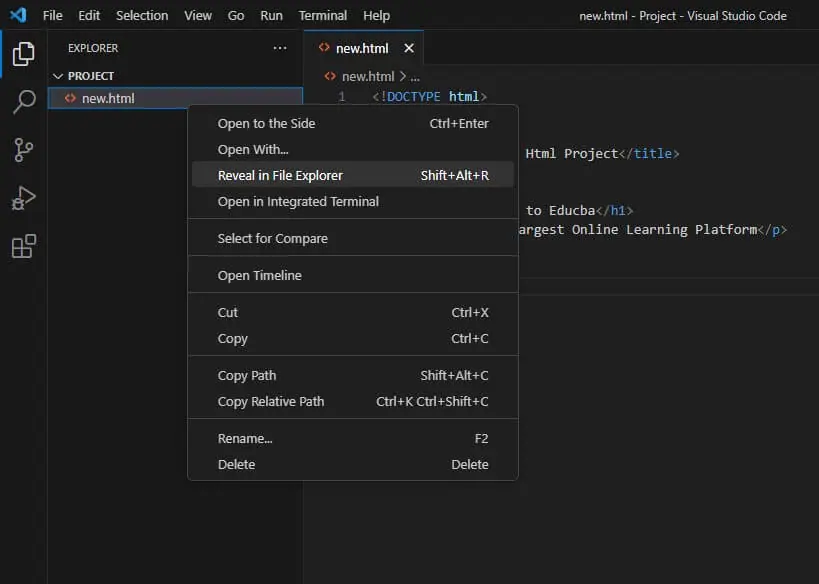 File Edit Selection View Go Run Terminal Help new.html - Project - Visual Studio Code
EXPLORER ...
new.html
PROJECT
new.html > ...
new.html
1 <!DOCTYPE html>
Open to the Side Ctrl+Enter
Open With...
Html Project</title>
Reveal in File Explorer Shift+Alt+R
Open in Integrated Terminal
to Educba</h1>
argest Online Learning Platform</p>
Select for Compare
Open Timeline
Cut Ctrl+X
Copy Ctrl+C
Copy Path Shift+Alt+C
Copy Relative Path Ctrl+K Ctrl+Shift+C
Rename... F2
Delete Delete